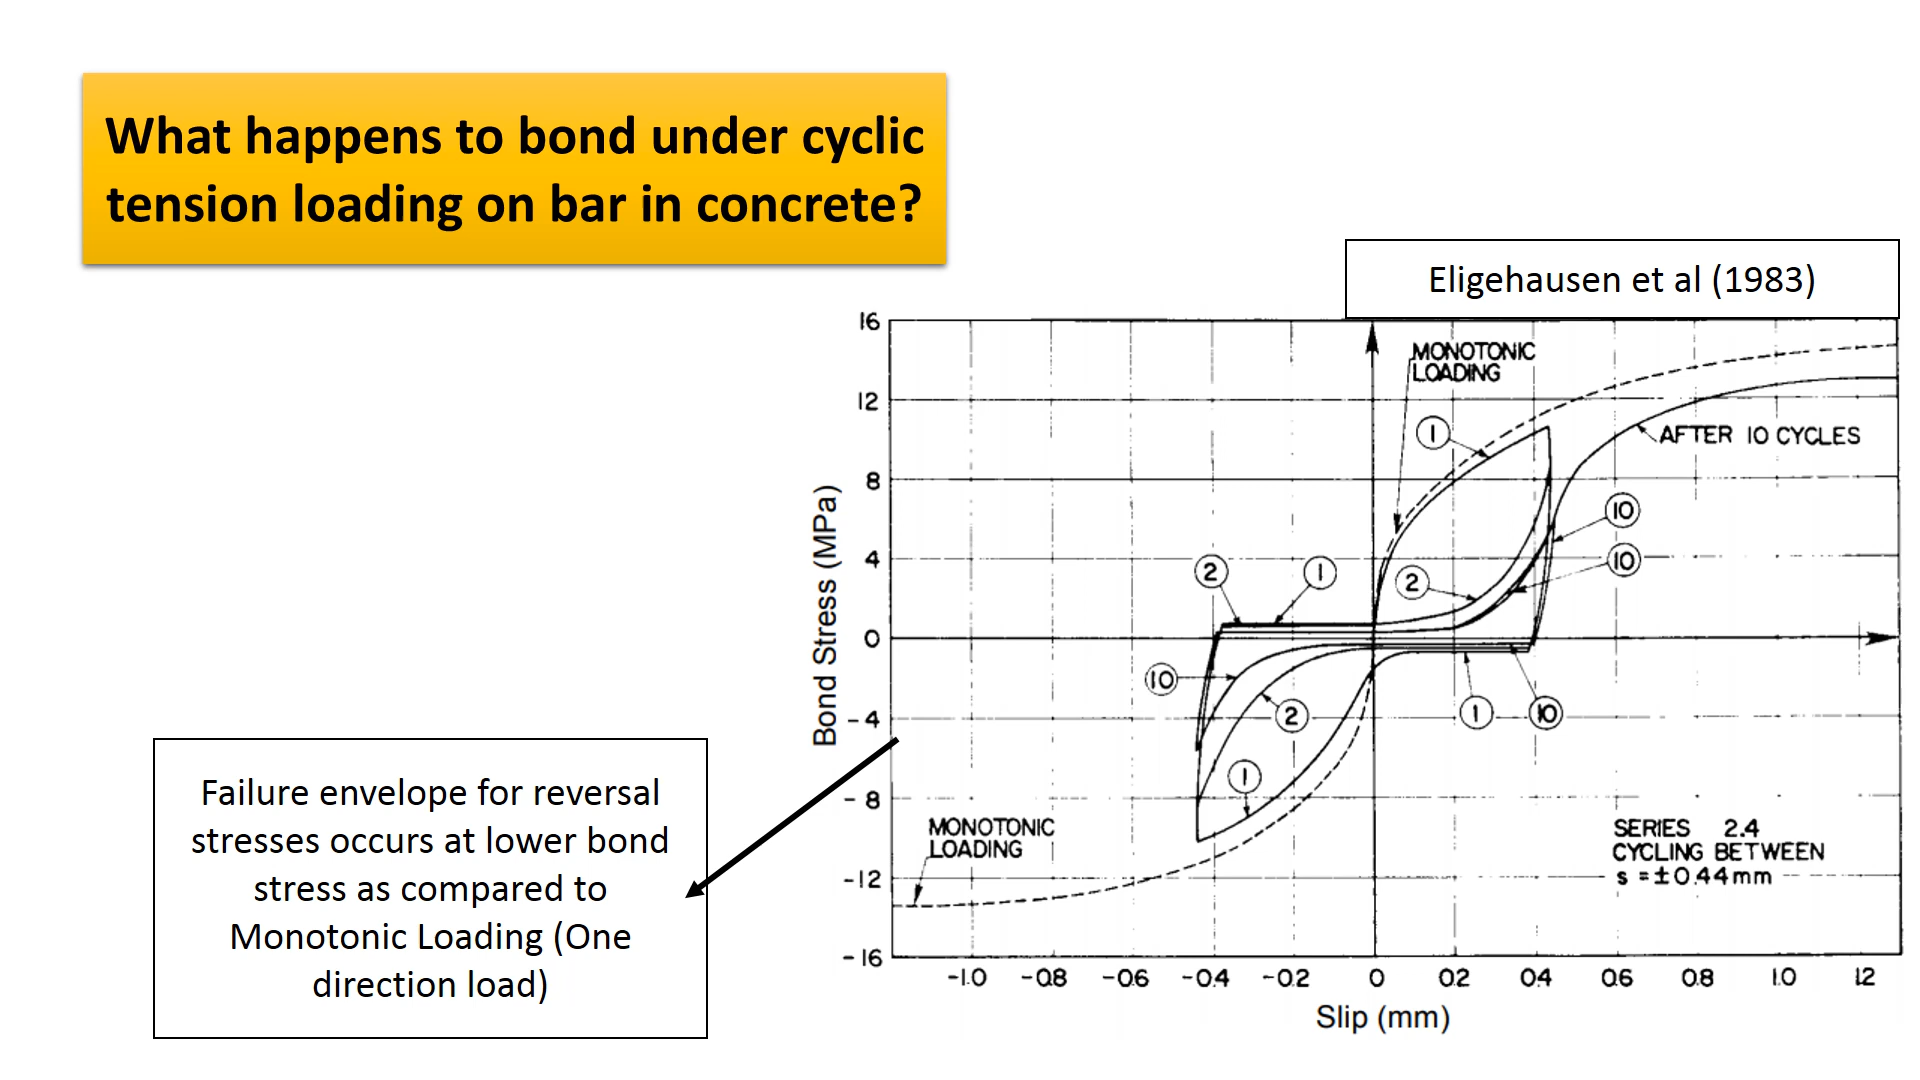 What happens to bond under cyclic
tension loading on bar in concrete?
Eligehausen et al (1983)
16
12
8
4
0
-4
-8
-12
-16
Bond Stress (MPa)
MONOTONIC
LOADING
1
AFTER 10 CYCLES
10
10
2
1
2
10
2
1
10
1
MONOTONIC
LOADING
SERIES 2.4
CYCLING BETWEEN
s = ±0.44mm
-1.0 -0.8 -0.6 -0.4 -0.2 0 0.2 0.4 0.6 0.8 1.0 1.2
Slip (mm)
Failure envelope for reversal
stresses occurs at lower bond
stress as compared to
Monotonic Loading (One
direction load)